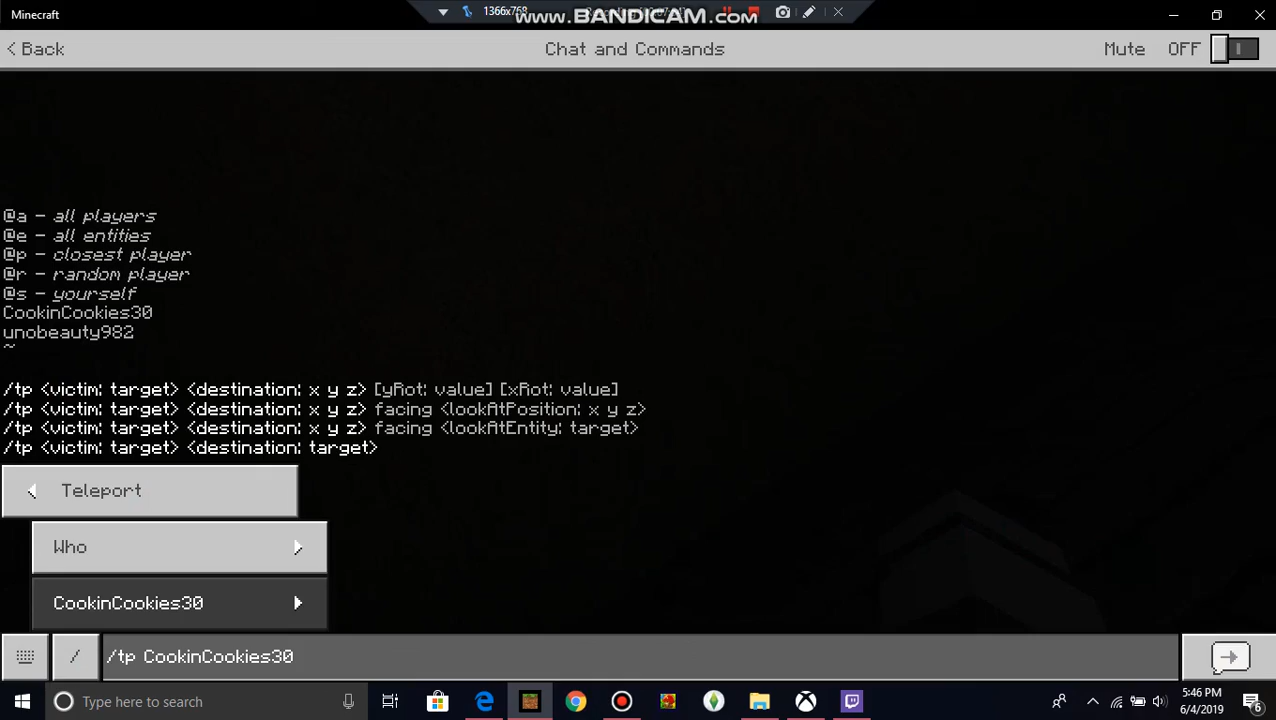 Minecraft
1366x768
www.BANDICAM.com
Back
Chat and Commands
Mute OFF
@a - all players
@e - all entities
@p - closest player
@r - random player
@s - yourself
CookinCookies30
unobeauty982
~
/tp <victim: target> <destination: x y z> [yRot: value] [xRot: value]
/tp <victim: target> <destination: x y z> facing <lookAtPosition: x y z>
/tp <victim: target> <destination: x y z> facing <lookAtEntity: target>
/tp <victim: target> <destination: target>
Teleport
Who
CookinCookies30
/
/tp CookinCookies30
Type here to search
5:46 PM
6/4/2019
6